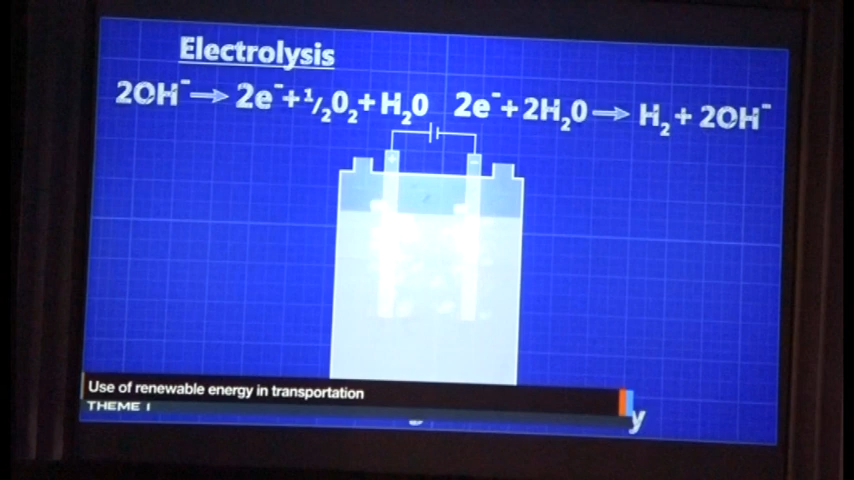 Electrolysis
2OH⁻ → 2e⁻+½O₂+H₂O 2e⁻+2H₂O → H₂+2OH⁻
+ −
Use of renewable energy in transportation
THEME I
y